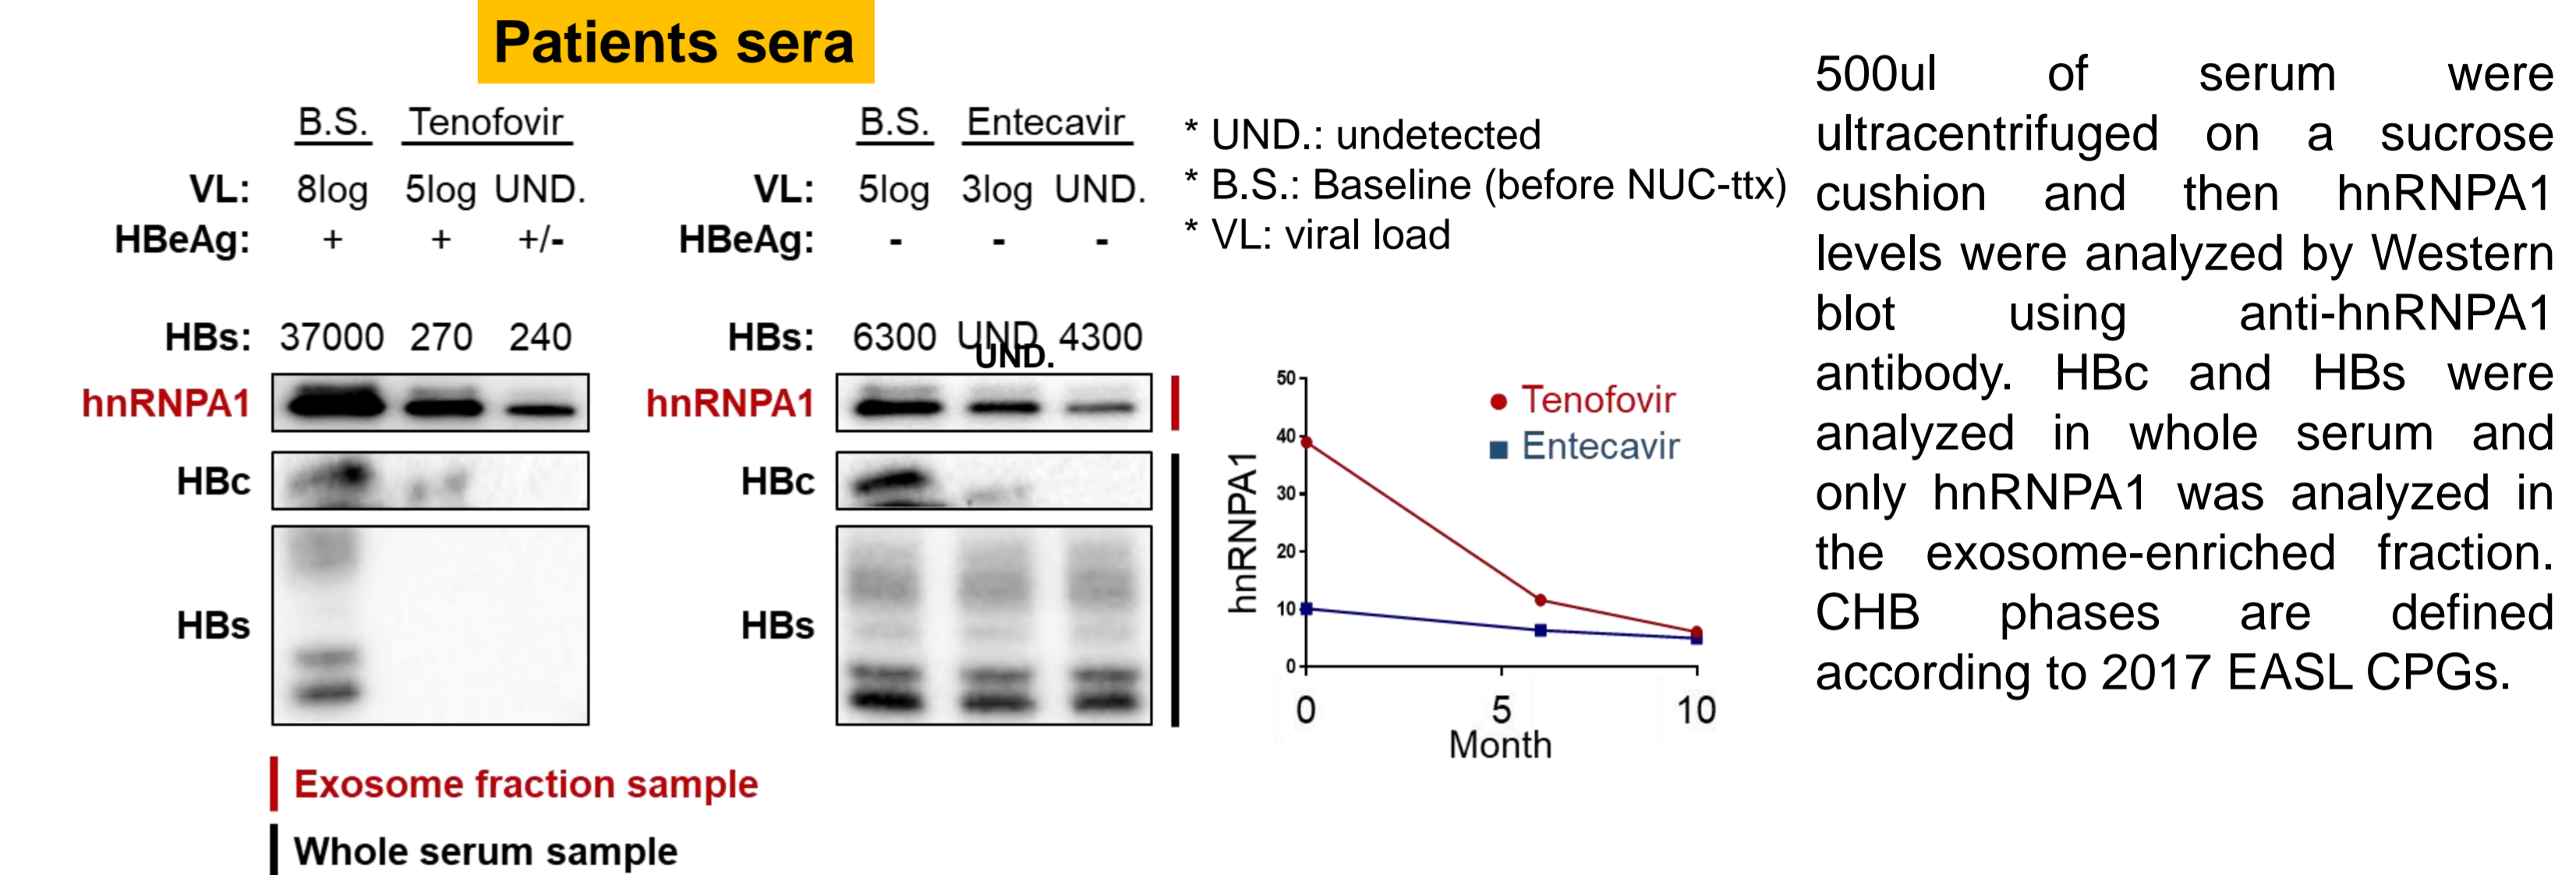 Patients sera
B.S. Tenofovir
VL: 8log 5log UND.
HBeAg: + + +/-
HBs: 37000 270 240
hnRNPA1
HBc
HBs
B.S. Entecavir
VL: 5log 3log UND.
HBeAg: - - -
HBs: 6300 UND. 4300
UND.
hnRNPA1
HBc
HBs
Exosome fraction sample
Whole serum sample
* UND.: undetected
* B.S.: Baseline (before NUC-ttx)
* VL: viral load
hnRNPA1
50
40
30
20
10
0
Tenofovir
Entecavir
0 5 10
Month
500ul of serum were
ultracentrifuged on a sucrose
cushion and then hnRNPA1
levels were analyzed by Western
blot using anti-hnRNPA1
antibody. HBc and HBs were
analyzed in whole serum and
only hnRNPA1 was analyzed in
the exosome-enriched fraction.
CHB phases are defined
according to 2017 EASL CPGs.